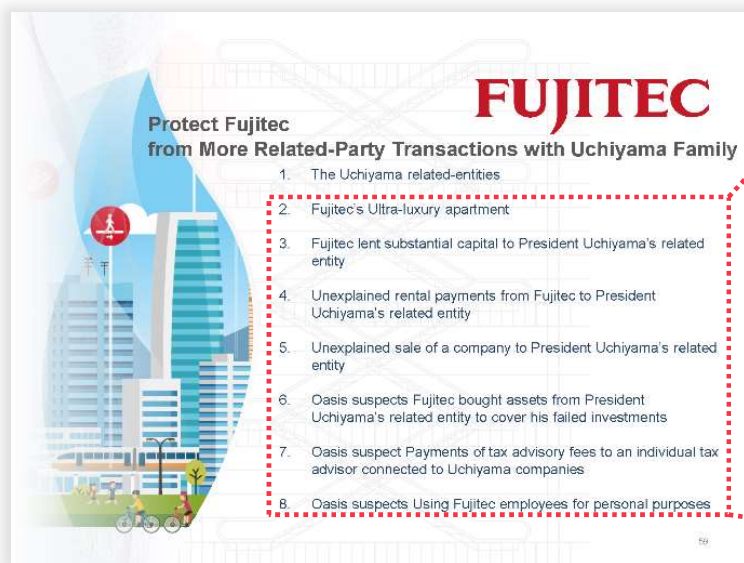 FUJITEC
Protect Fujitec
from More Related-Party Transactions with Uchiyama Family
1. The Uchiyama related-entities
2. Fujitec's Ultra-luxury apartment
3. Fujitec lent substantial capital to President Uchiyama's related
entity
4. Unexplained rental payments from Fujitec to President
Uchiyama's related entity
5. Unexplained sale of a company to President Uchiyama's related
entity
6. Oasis suspects Fujitec bought assets from President
Uchiyama's related entity to cover his failed investments
7. Oasis suspect Payments of tax advisory fees to an individual tax
advisor connected to Uchiyama companies
8. Oasis suspects Using Fujitec employees for personal purposes
59